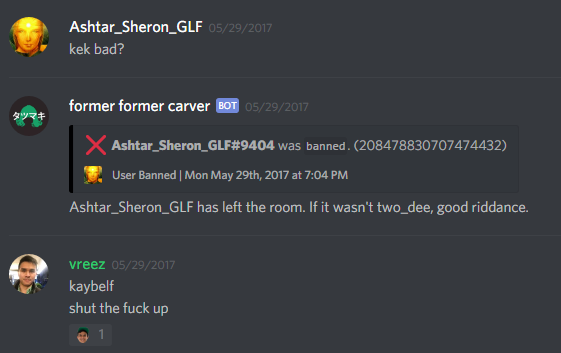 Ashtar_Sheron_GLF 05/29/2017
kek bad?
タツマキ
former former carver BOT 05/29/2017
Ashtar_Sheron_GLF#9404 was banned. (208478830707474432)
User Banned | Mon May 29th, 2017 at 7:04 PM
Ashtar_Sheron_GLF has left the room. If it wasn't two_dee, good riddance.
vreez 05/29/2017
kaybelf
shut the fuck up
1